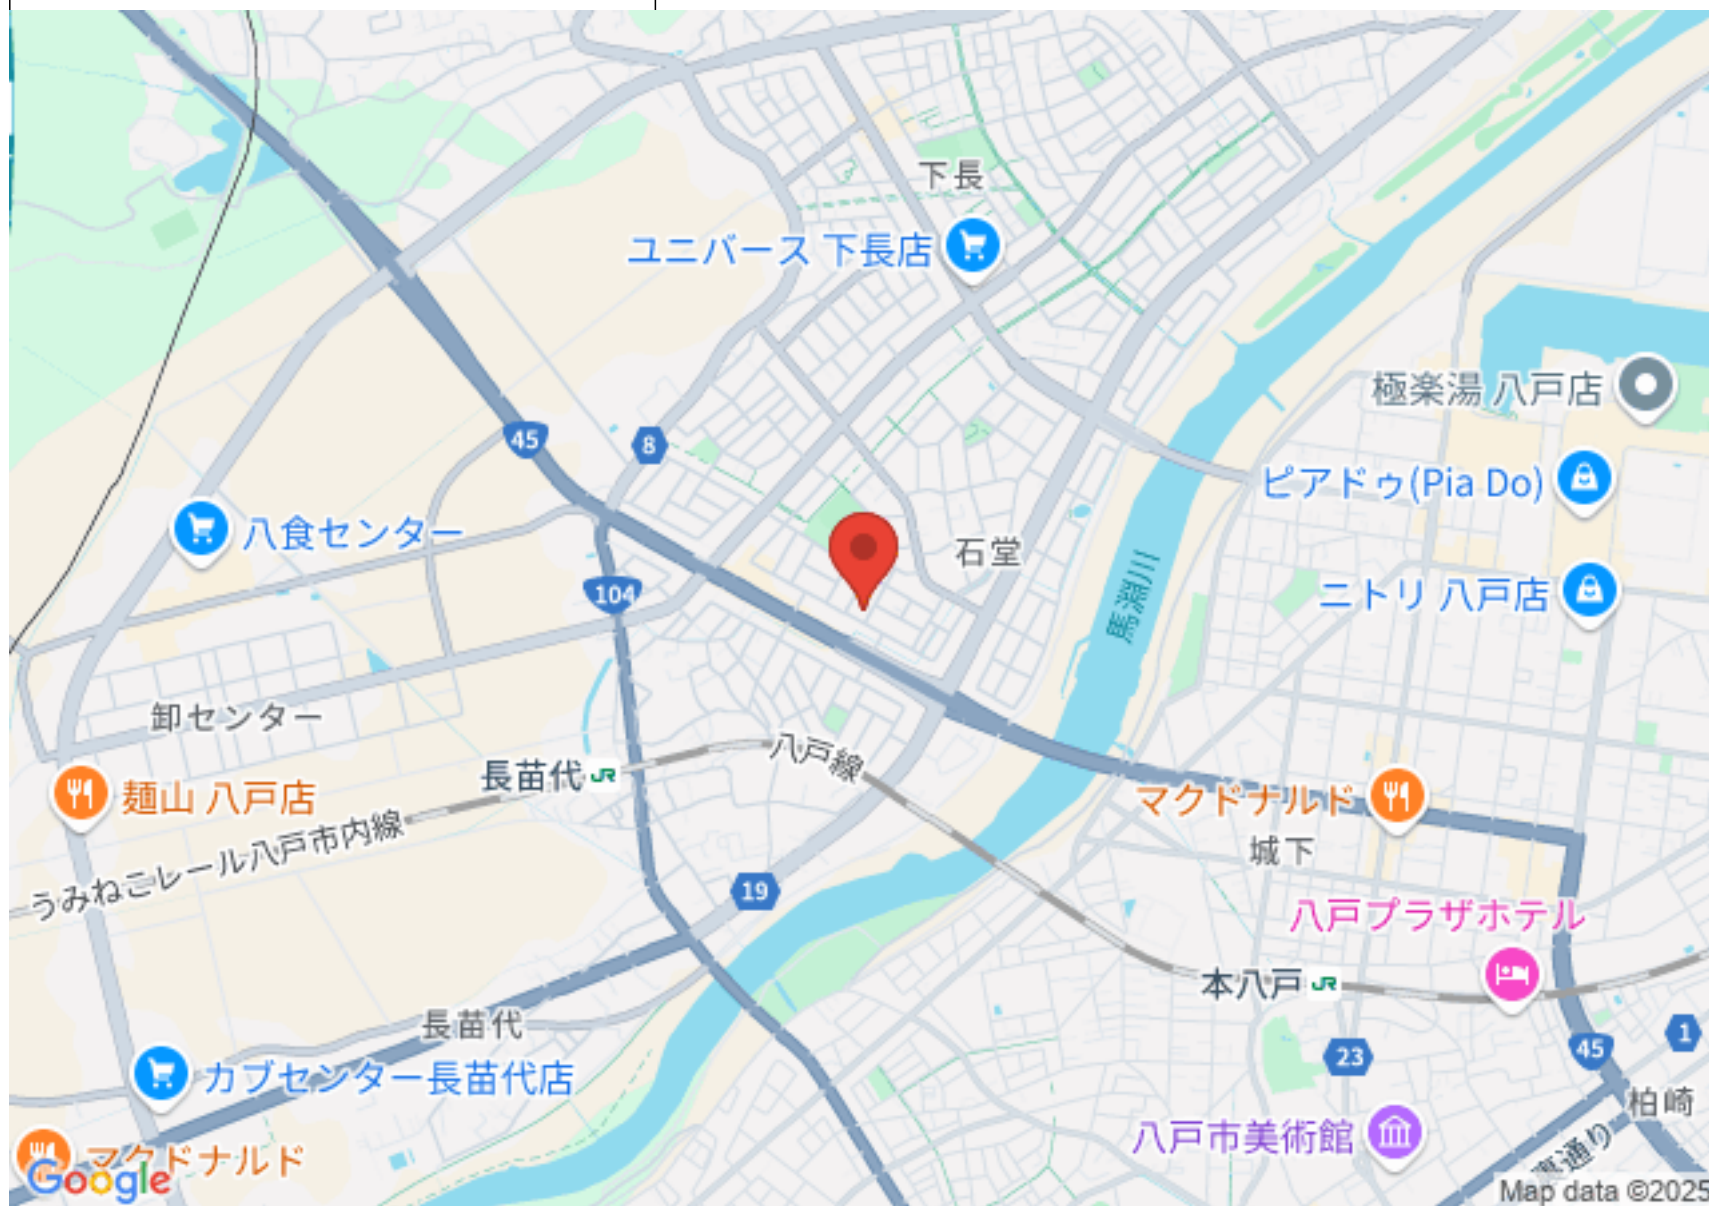 下長
ユニバース 下長店
極楽湯 八戸店
45
8
ピアドゥ(Pia Do)
八食センター
石堂
104
馬淵川
ニトリ 八戸店
卸センター
八戸線
長苗代
麺山 八戸店
マクドナルド
うみねこレール八戸市内線
城下
19
八戸プラザホテル
本八戸
長苗代
1
45
23
カブセンター長苗代店
柏崎
八戸市美術館
マクドナルド
通り
Google
Map data ©2025